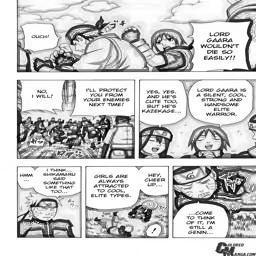 LORD
GAARA
WOULDN'T
DIE SO
EASILY!!
OUCH!
LORD GAARA IS
A SILENT, COOL,
STRONG AND
HANDSOME
ELITE WARRIOR.
YES, YES.
AND HE'S
CUTE TOO,
BUT HE'S
KAZEKAGE...
I'LL PROTECT
YOU FROM
YOUR ENEMIES
NEXT TIME!
NO,
I WILL!
COME TO
THINK OF
IT, I'M
STILL A
GENIN...
HEY,
CHEER
UP...
!
GIRLS ARE
ALWAYS
ATTRACTED
TO COOL,
ELITE TYPES.
I THINK
SHIKAMARU
SAID
SOMETHING
LIKE THAT
TOO...
HMM
COLORED
MANGA.COM